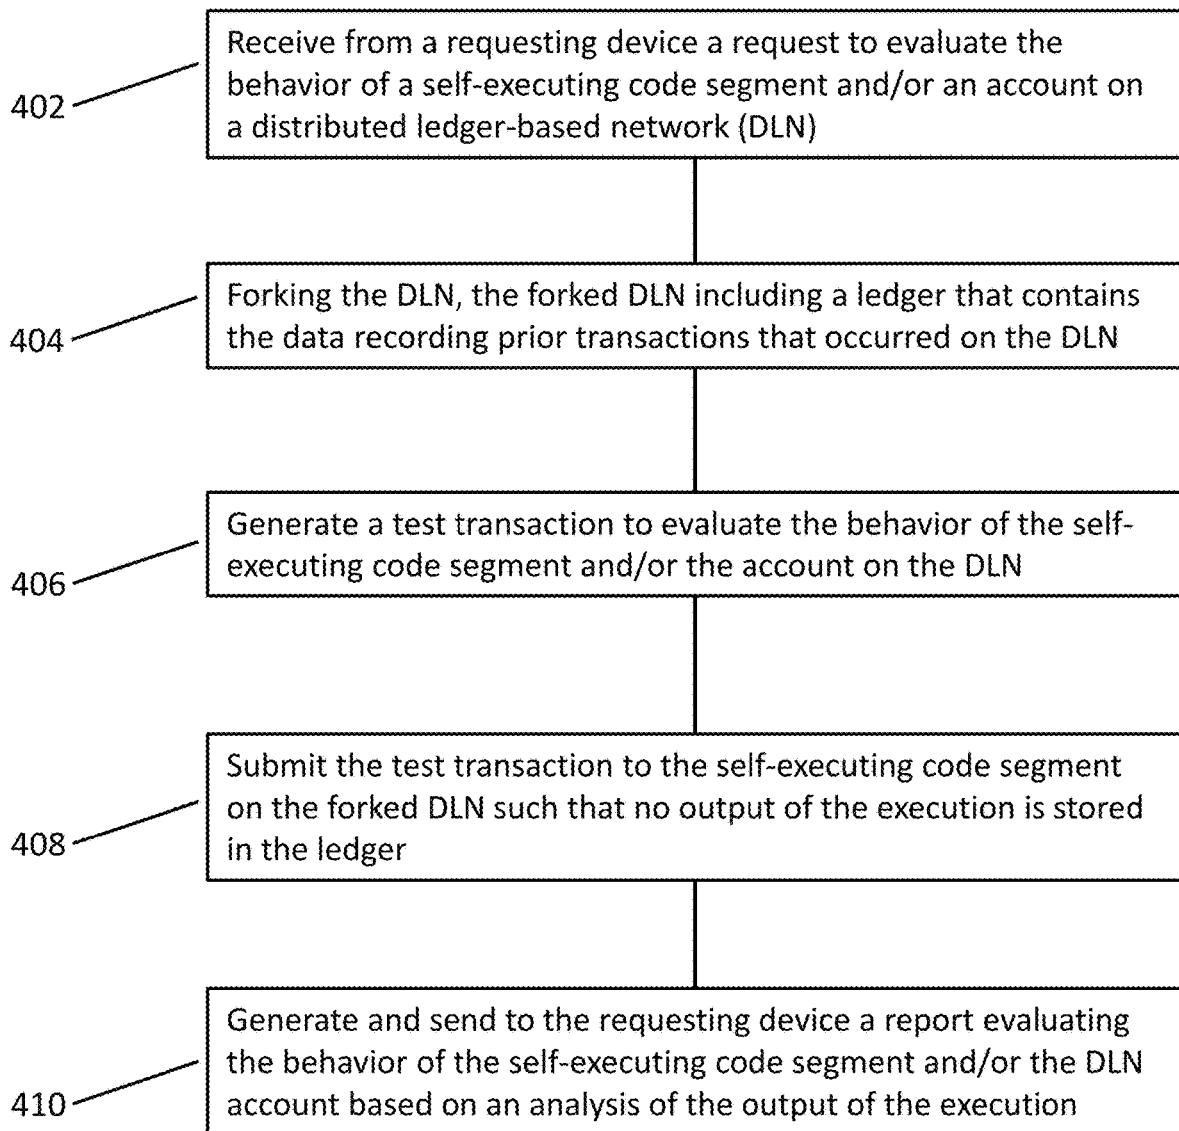 Receive from a requesting device a request to evaluate the
behavior of a self-executing code segment and/or an account on
a distributed ledger-based network (DLN)
402
Forking the DLN, the forked DLN including a ledger that contains
the data recording prior transactions that occurred on the DLN
404
Generate a test transaction to evaluate the behavior of the self-
executing code segment and/or the account on the DLN
406
Submit the test transaction to the self-executing code segment
on the forked DLN such that no output of the execution is stored
in the ledger
408
Generate and send to the requesting device a report evaluating
the behavior of the self-executing code segment and/or the DLN
account based on an analysis of the output of the execution
410